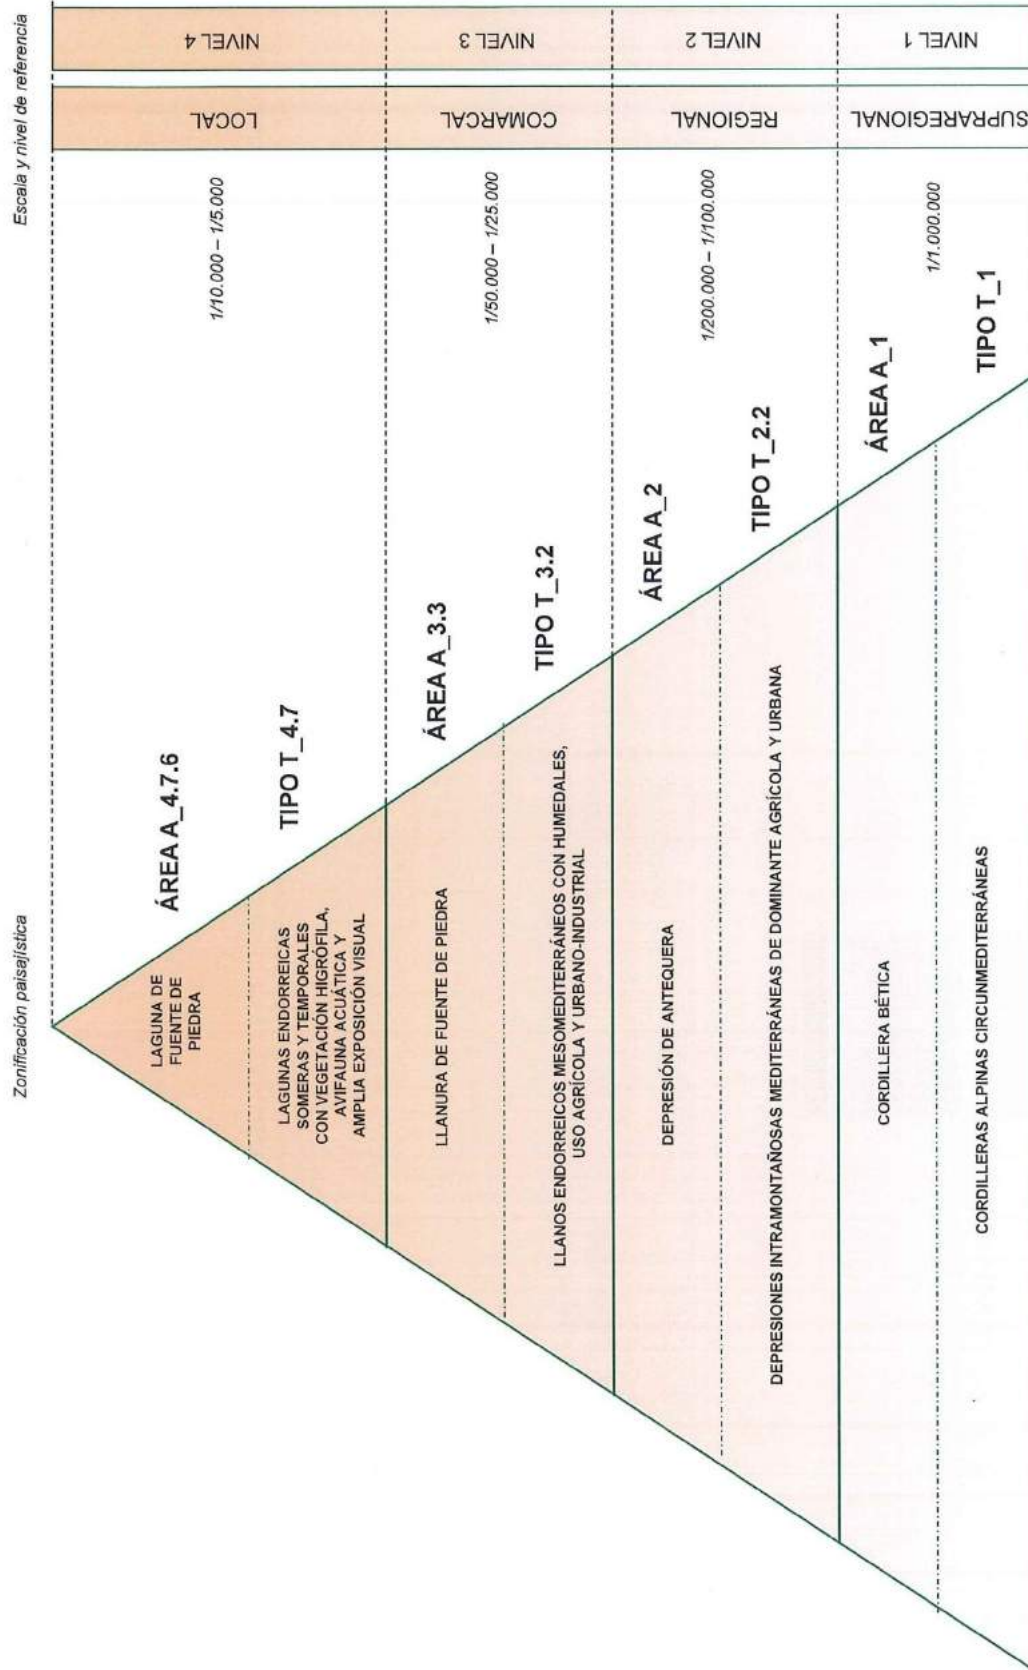 Zonificación paisajística
Escala y nivel de referencia
LAGUNA DE
FUENTE DE
PIEDRA
ÁREA A_4.7.6
LAGUNAS ENDORREICAS
SOMERAS Y TEMPORALES
CON VEGETACIÓN HIGRÓFILA,
AVIFAUNA ACUÁTICA Y
AMPLIA EXPOSICIÓN VISUAL
TIPO T_4.7
1/10.000 – 1/5.000
LOCAL
NIVEL 4
LLANURA DE FUENTE DE PIEDRA
ÁREA A_3.3
LLANOS ENDORREICOS MESOMEDITERRÁNEOS CON HUMEDALES,
USO AGRÍCOLA Y URBANO-INDUSTRIAL
TIPO T_3.2
1/50.000 – 1/25.000
COMARCAL
NIVEL 3
DEPRESIÓN DE ANTEQUERA
ÁREA A_2
DEPRESIONES INTRAMONTAÑOSAS MEDITERRÁNEAS DE DOMINANTE AGRÍCOLA Y URBANA
TIPO T_2.2
1/200.000 – 1/100.000
REGIONAL
NIVEL 2
CORDILLERA BÉTICA
ÁREA A_1
CORDILLERAS ALPINAS CIRCUNMEDITERRÁNEAS
TIPO T_1
1/1.000.000
SUPRAREGIONAL
NIVEL 1